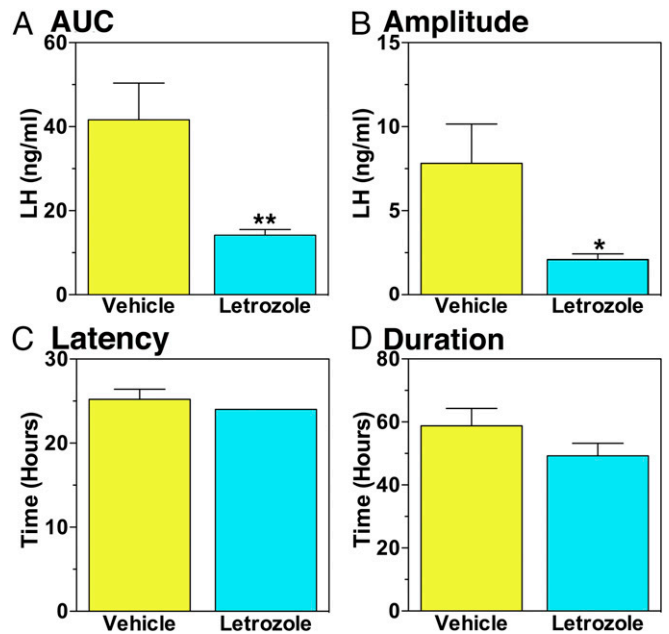 A AUC
60
40
20
0
LH (ng/ml)
**
Vehicle Letrozole
B Amplitude
15
10
5
0
LH (ng/ml)
*
Vehicle Letrozole
C Latency
30
20
10
0
Time (Hours)
Vehicle Letrozole
D Duration
80
60
40
20
0
Time (Hours)
Vehicle Letrozole